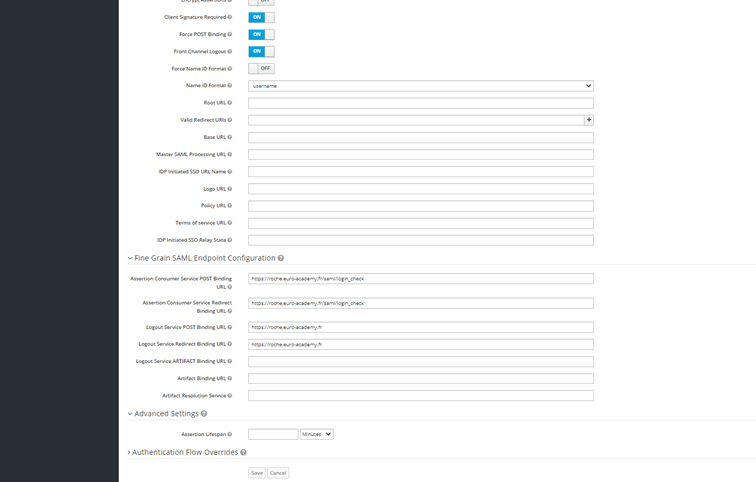 Encrypt Assertions OFF
Client Signature Required ON
Force POST Binding ON
Front Channel Logout ON
Force Name ID Format OFF
Name ID Format username
Root URL
Valid Redirect URIs +
Base URL
Master SAML Processing URL
IDP Initiated SSO URL Name
Logo URL
Policy URL
Terms of service URL
IDP Initiated SSO Relay State
Fine Grain SAML Endpoint Configuration
Assertion Consumer Service POST Binding https://roche.euro-academy.fr/saml/login_check
URL
Assertion Consumer Service Redirect https://roche.euro-academy.fr/saml/login_check
Binding URL
Logout Service POST Binding URL https://roche.euro-academy.fr
Logout Service Redirect Binding URL https://roche.euro-academy.fr
Logout Service ARTIFACT Binding URL
Artifact Binding URL
Artifact Resolution Service
Advanced Settings
Assertion Lifespan Minutes
Authentication Flow Overrides
Save Cancel